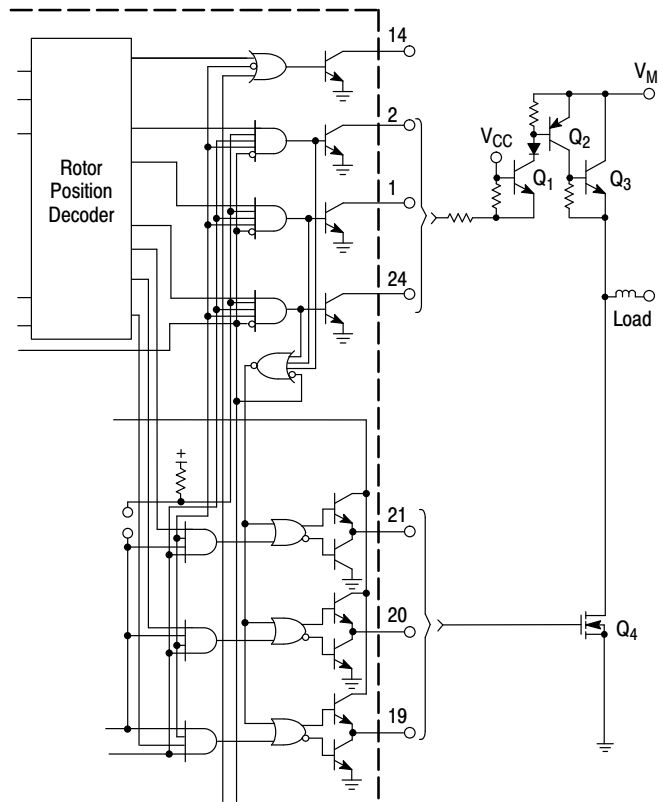 14
V_M
2
V_CC
Q_2
Rotor
Position
Decoder
Q_1
Q_3
1
24
Load
+
21
20
Q_4
19